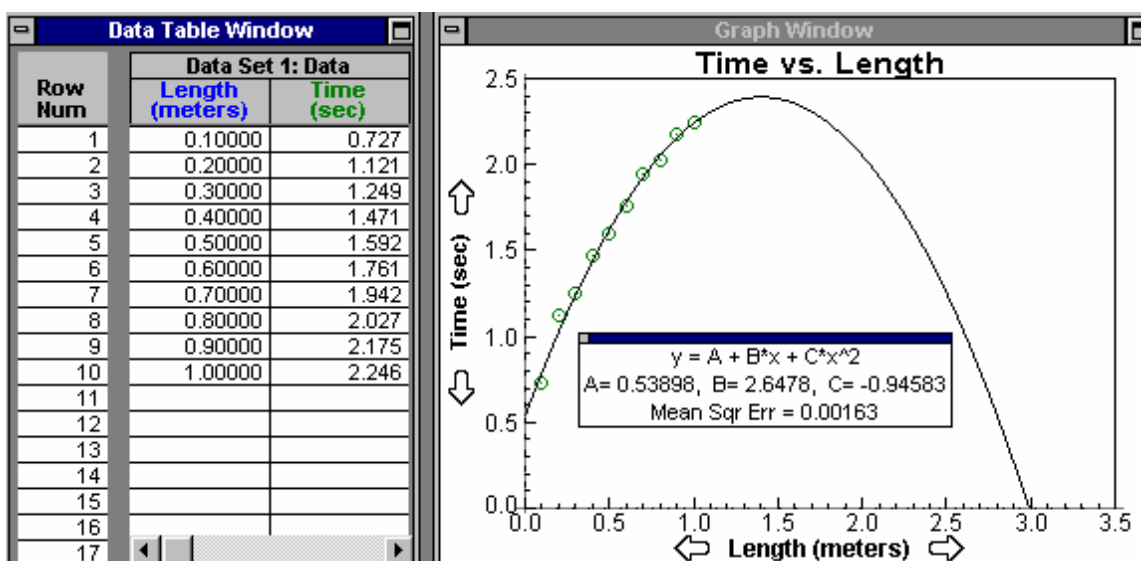 Data Table Window
Data Set 1: Data
Row Num Length (meters) Time (sec)
1 0.10000 0.727
2 0.20000 1.121
3 0.30000 1.249
4 0.40000 1.471
5 0.50000 1.592
6 0.60000 1.761
7 0.70000 1.942
8 0.80000 2.027
9 0.90000 2.175
10 1.00000 2.246
11
12
13
14
15
16
17
Graph Window
Time vs. Length
2.5
2.0
1.5
1.0
0.5
0.0
Time (sec)
y = A + B*x + C*x^2
A= 0.53898, B= 2.6478, C= -0.94583
Mean Sqr Err = 0.00163
0.0 0.5 1.0 1.5 2.0 2.5 3.0 3.5
Length (meters)